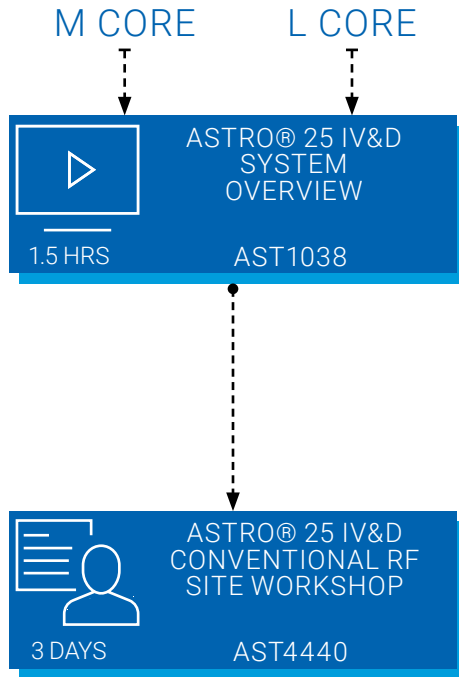 M CORE L CORE
ASTRO® 25 IV&D
SYSTEM
OVERVIEW
1.5 HRS AST1038
ASTRO® 25 IV&D
CONVENTIONAL RF
SITE WORKSHOP
3 DAYS AST4440